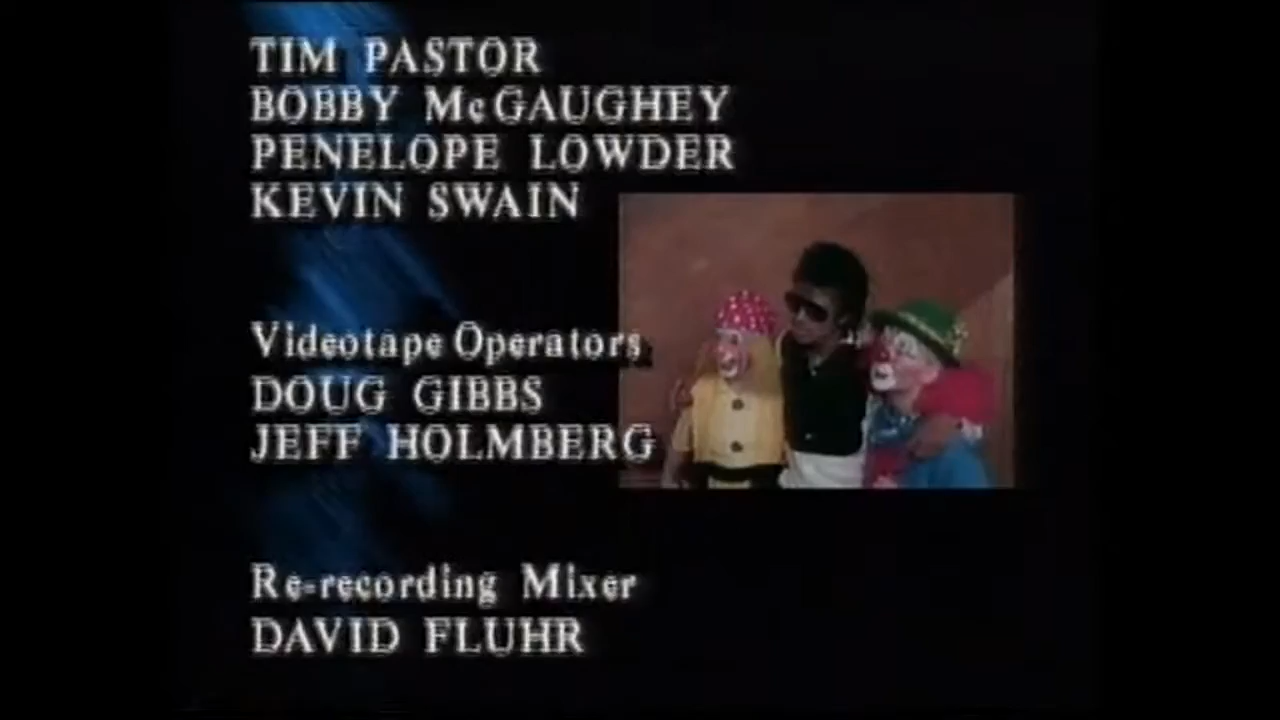 TIM PASTOR
BOBBY McGAUGHEY
PENELOPE LOWDER
KEVIN SWAIN
Videotape Operators
DOUG GIBBS
JEFF HOLMBERG
Re-recording Mixer
DAVID FLUHR